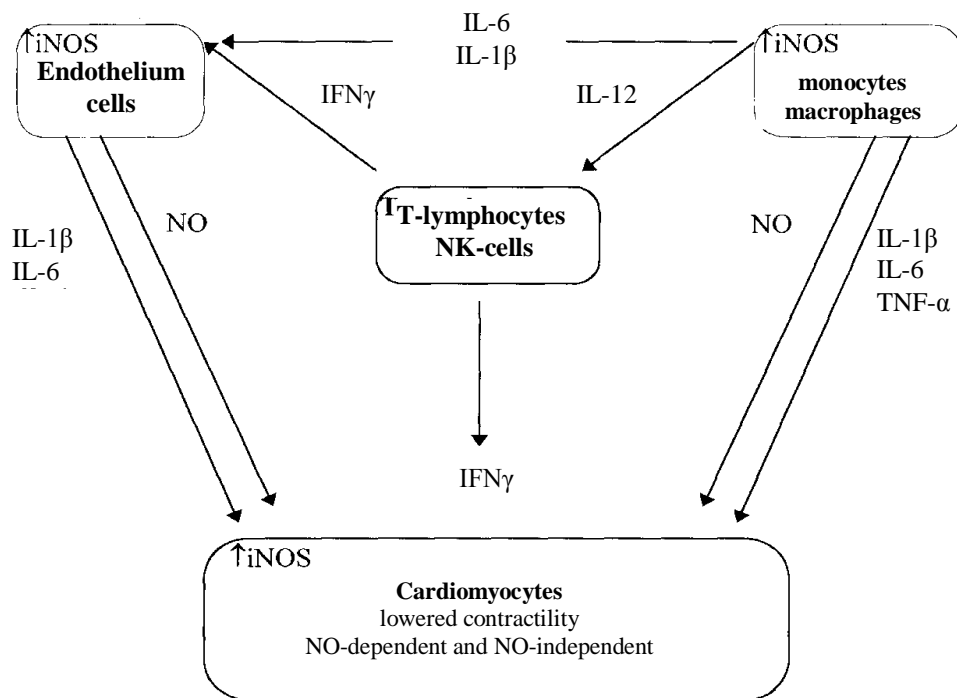 ↑iNOS
Endothelium
cells
IL-6
IL-1β
↑iNOS
monocytes
macrophages
IFNγ
IL-12
T-lymphocytes
NK-cells
IL-1β
IL-6
NO
NO
IL-1β
IL-6
TNF-α
IFNγ
↑iNOS
Cardiomyocytes
lowered contractility
NO-dependent and NO-independent